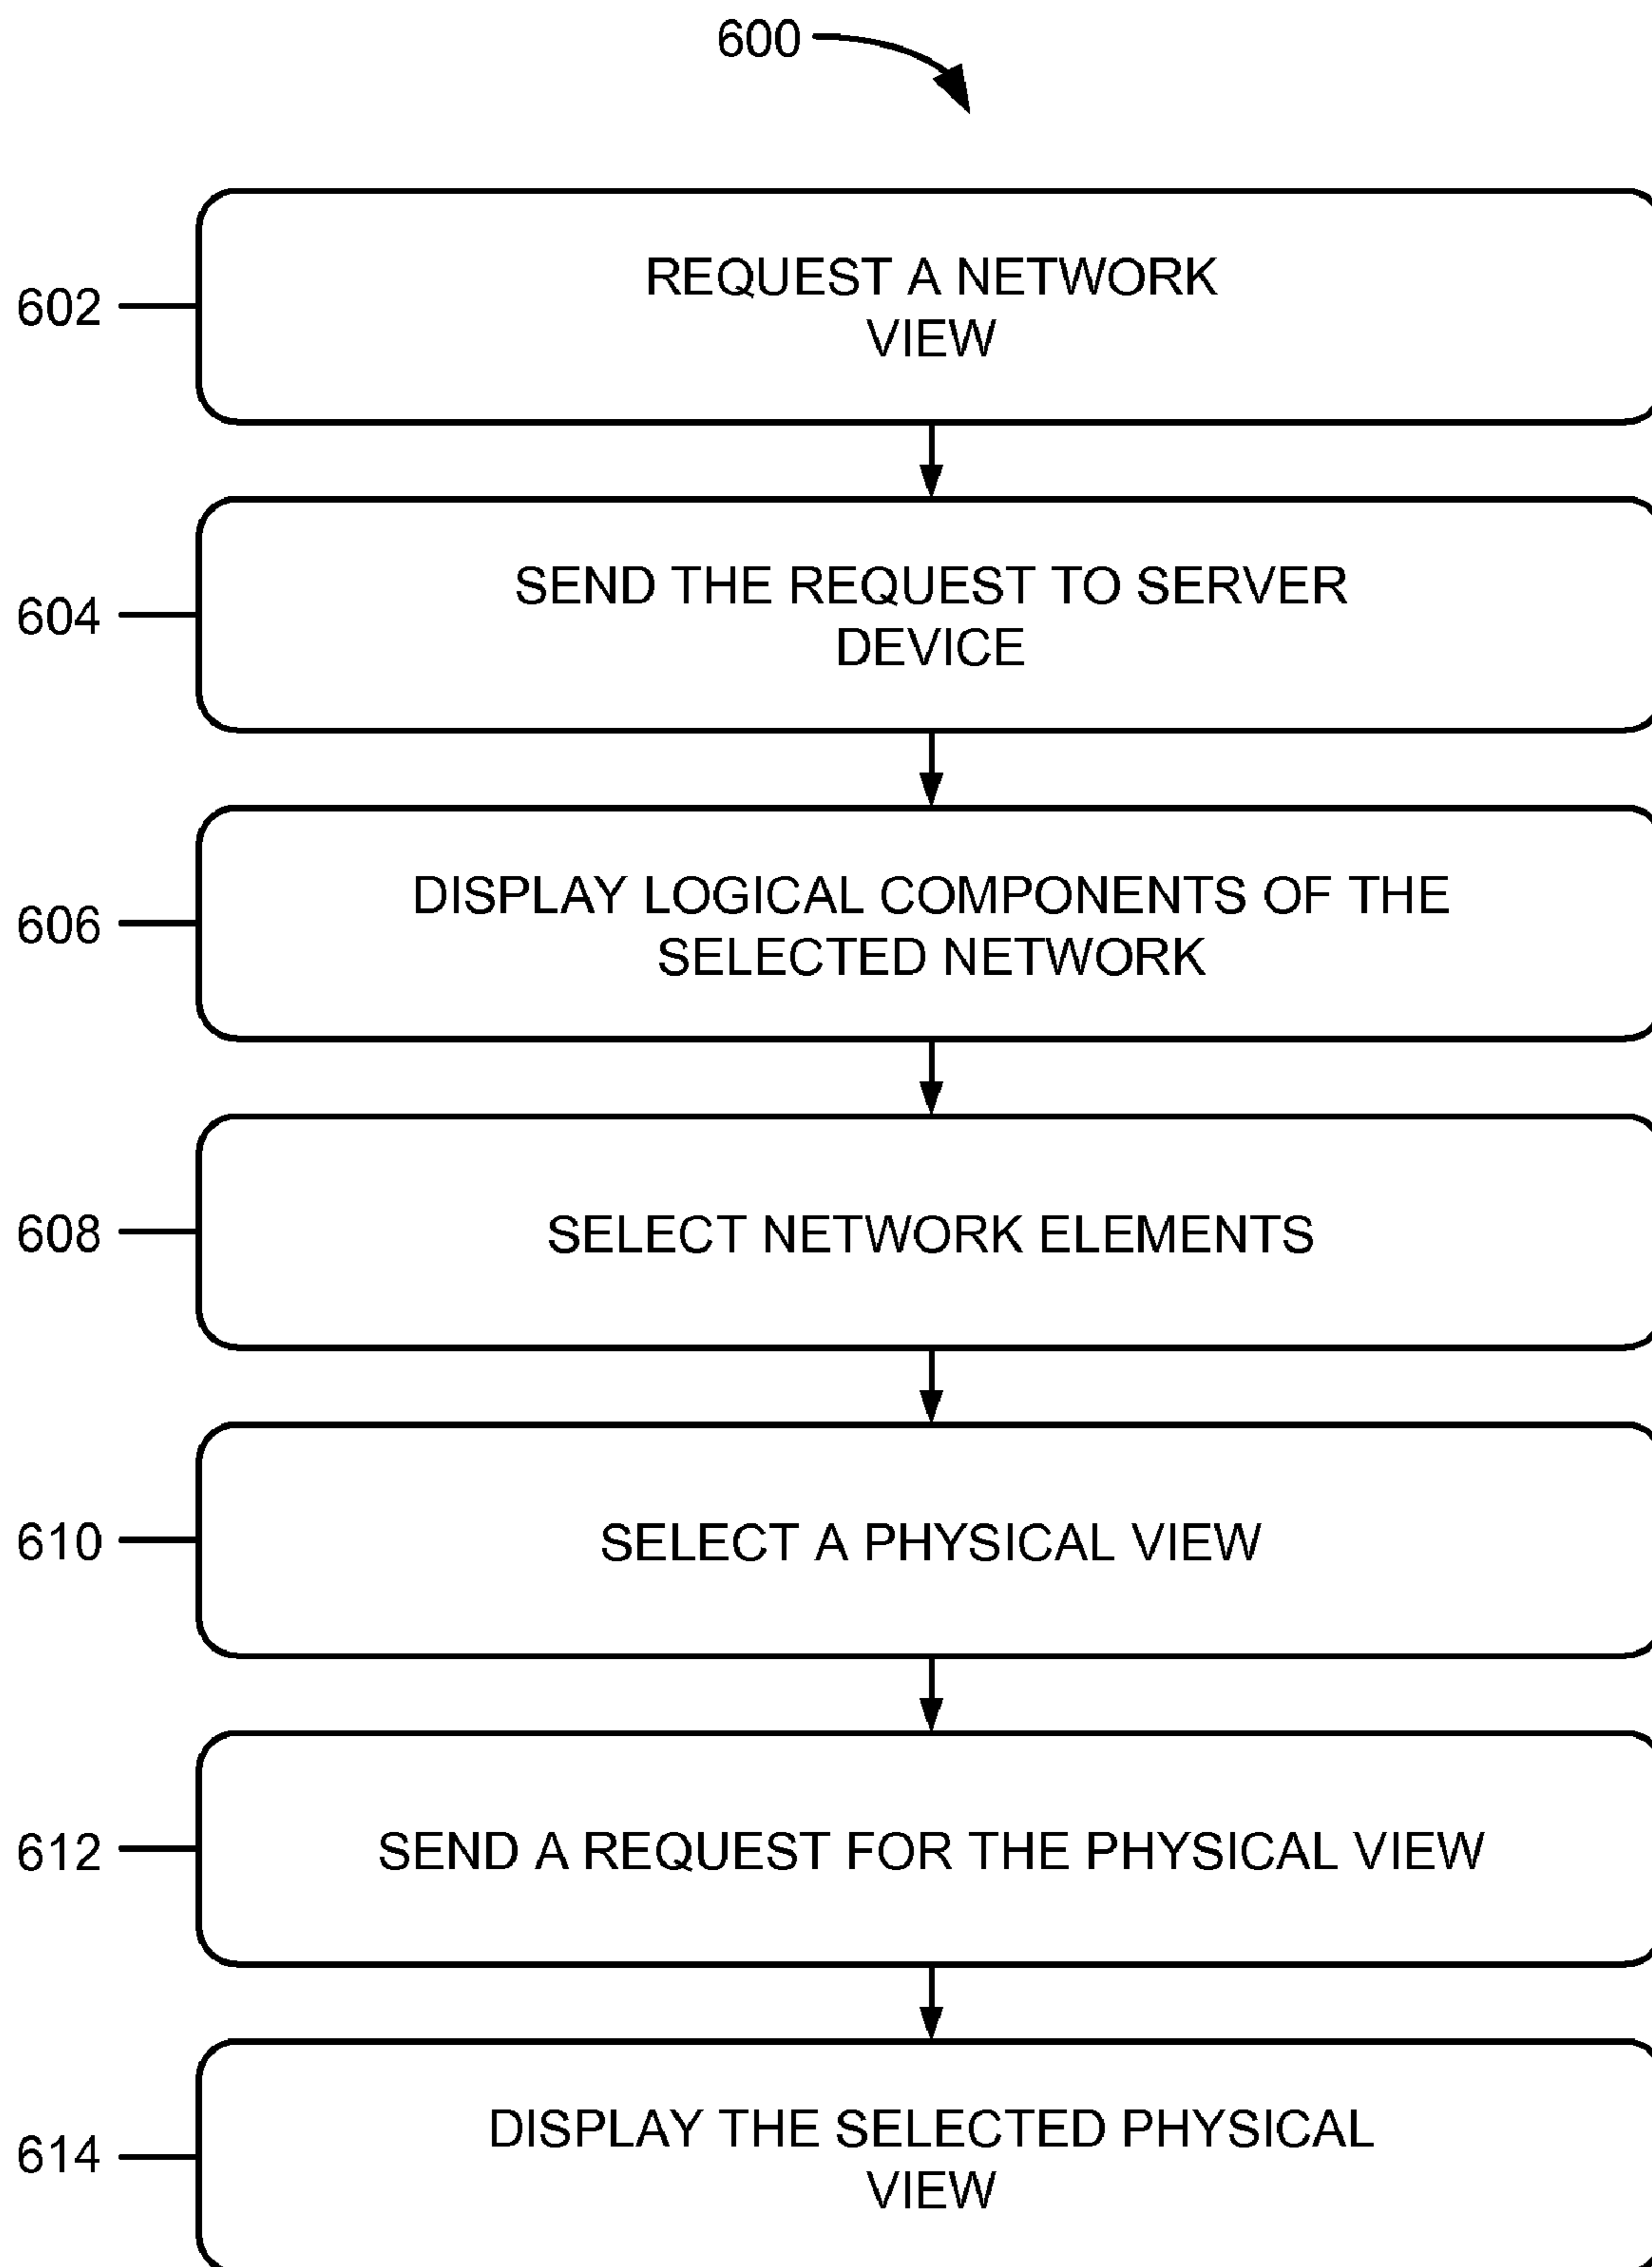 600
602
REQUEST A NETWORK
VIEW
604
SEND THE REQUEST TO SERVER
DEVICE
606
DISPLAY LOGICAL COMPONENTS OF THE
SELECTED NETWORK
608
SELECT NETWORK ELEMENTS
610
SELECT A PHYSICAL VIEW
612
SEND A REQUEST FOR THE PHYSICAL VIEW
614
DISPLAY THE SELECTED PHYSICAL
VIEW